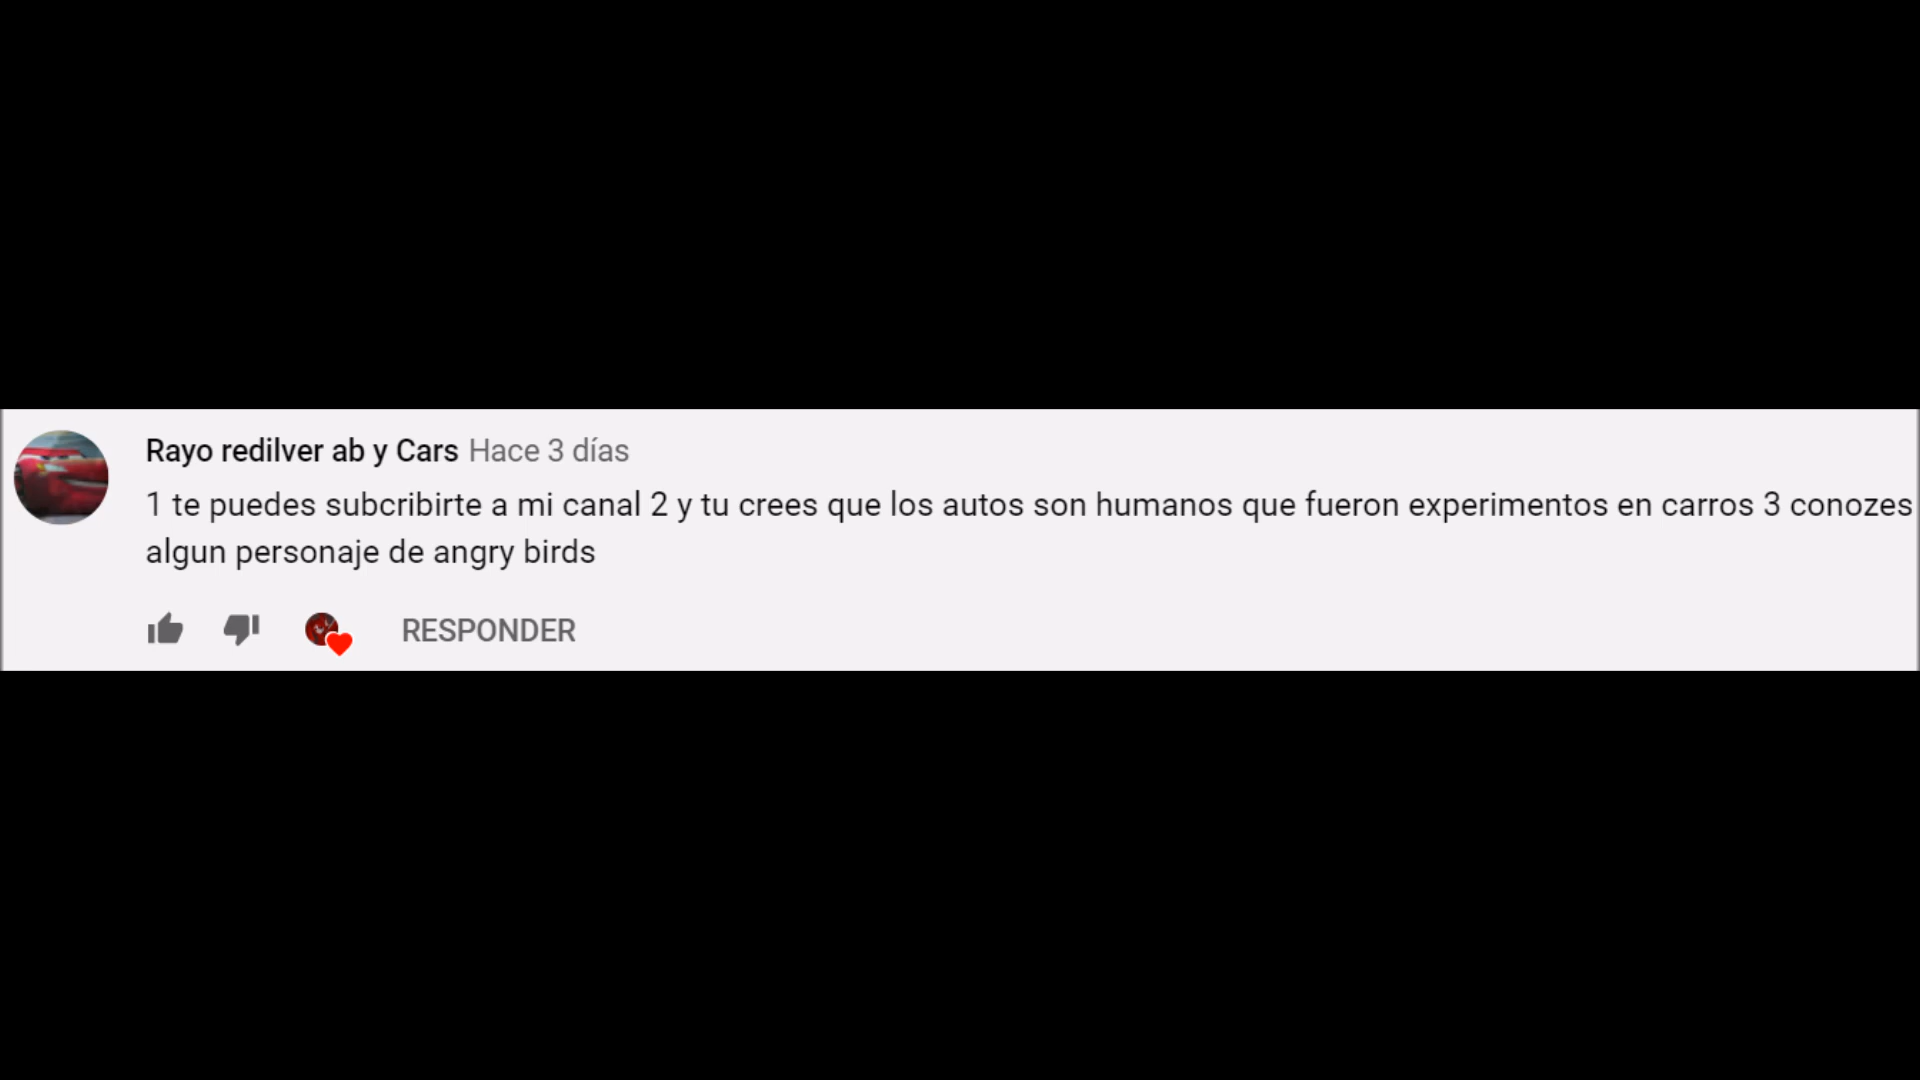 Rayo redilver ab y Cars Hace 3 días
1 te puedes subcribirte a mi canal 2 y tu crees que los autos son humanos que fueron experimentos en carros 3 conozes
algun personaje de angry birds
RESPONDER